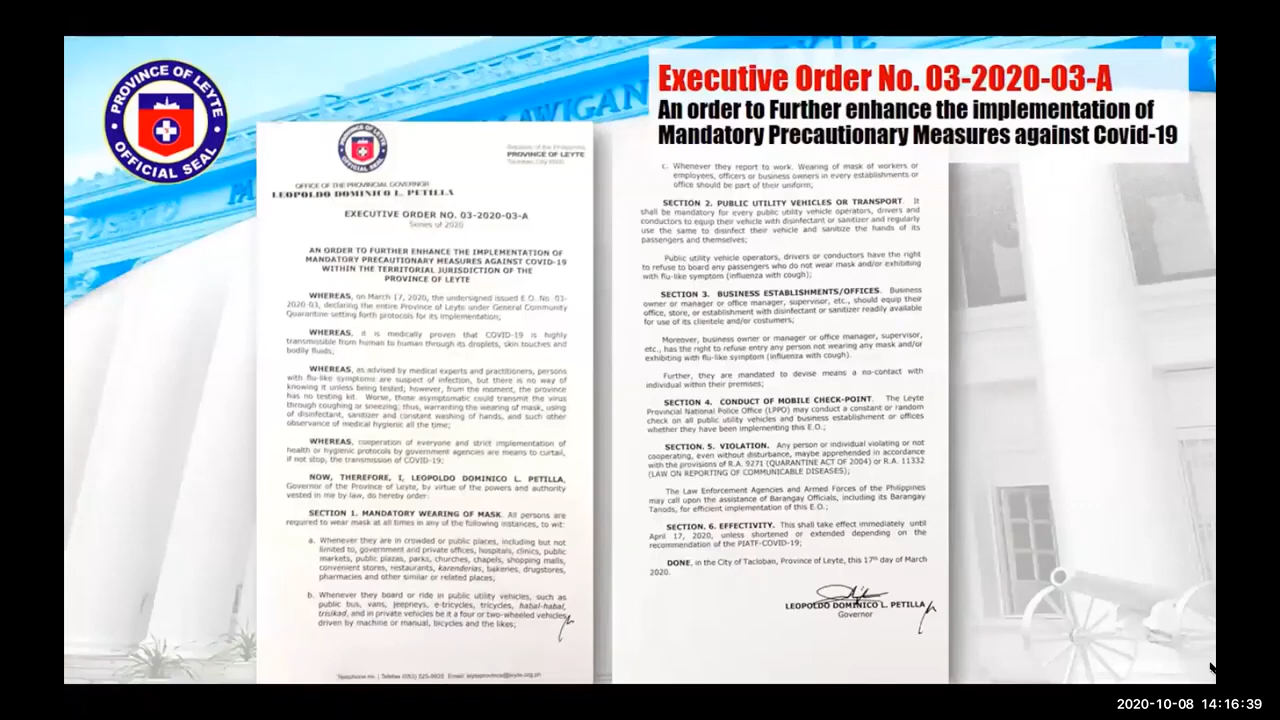 PROVINCE OF LEYTE
OFFICIAL SEAL
Executive Order No. 03-2020-03-A
An order to Further enhance the implementation of
Mandatory Precautionary Measures against Covid-19
PROVINCE OF LEYTE
OFFICIAL SEAL
Republic of the Philippines
PROVINCE OF LEYTE
Tacloban City
OFFICE OF THE PROVINCIAL GOVERNOR
LEOPOLDO DOMINICO L. PETILLA
EXECUTIVE ORDER NO. 03-2020-03-A
Series of 2020
AN ORDER TO FURTHER ENHANCE THE IMPLEMENTATION OF
MANDATORY PRECAUTIONARY MEASURES AGAINST COVID-19
WITHIN THE TERRITORIAL JURISDICTION OF THE
PROVINCE OF LEYTE
WHEREAS, on March 17, 2020, the undersigned issued E.O. No. 03-
2020-03, declaring the entire Province of Leyte under General Community
Quarantine setting forth protocols for its implementation;
WHEREAS, it is medically proven that COVID-19 is highly
transmissible from human to human through its droplets, skin touches and
bodily fluids,
WHEREAS, as advised by medical experts and practitioners, persons
with flu-like symptoms are suspect of infection, but there is no way of
knowing it unless being tested; however, from the moment, the province
has no testing kit. Worse, those asymptomatic could transmit the virus
through coughing or sneezing; thus, warranting the wearing of mask, using
of disinfectant, sanitizer and constant washing of hands, and such other
observance of medical hygienic all the time;
WHEREAS, cooperation of everyone and strict implementation of
health or hygienic protocols by government agencies are means to curtail,
if not stop, the transmission of COVID-19;
NOW, THEREFORE, I, LEOPOLDO DOMINICO L. PETILLA,
Governor of the Province of Leyte, by virtue of the powers and authority
vested in me by law, do hereby order:
SECTION 1. MANDATORY WEARING OF MASK. All persons are
required to wear mask at all times in any of the following instances, to wit:
a. Whenever they are in crowded or public places, including but not
limited to, government and private offices, hospitals, clinics, public
markets, public plazas, parks, churches, chapels, shopping malls,
convenient stores, restaurants, karenderias, bakeries, drugstores,
pharmacies and other similar or related places;
b. Whenever they board or ride in public utility vehicles, such as
public bus, vans, jeepneys, e-tricycles, tricycles, habal-habal,
trisikad, and in private vehicles be it a four or two-wheeled vehicles
driven by machine or manual, bicycles and the likes;
c. Whenever they report to work. Wearing of mask of workers or
employees, officers or business owners in every establishments or
office should be part of their uniform;
SECTION 2. PUBLIC UTILITY VEHICLES OR TRANSPORT. It
shall be mandatory for every public utility vehicle operators, drivers and
conductors to equip their vehicle with disinfectant or sanitizer and regularly
use the same to disinfect their vehicle and sanitize the hands of its
passengers and themselves;
Public utility vehicle operators, drivers or conductors have the right
to refuse to board any passengers who do not wear mask and/or exhibiting
with flu-like symptom (influenza with cough);
SECTION 3. BUSINESS ESTABLISHMENTS/OFFICES. Business
owner or manager or office manager, supervisor, etc., should equip their
office, store, or establishment with disinfectant or sanitizer readily available
for use of its clientele and/or costumers;
Moreover, business owner or manager or office manager, supervisor,
etc., has the right to refuse entry any person not wearing any mask and/or
exhibiting with flu-like symptom (influenza with cough).
Further, they are mandated to devise means a no-contact with
individual within their premises;
SECTION 4. CONDUCT OF MOBILE CHECK-POINT. The Leyte
Provincial National Police Office (LPPO) may conduct a constant or random
check on all public utility vehicles and business establishment or offices
whether they have been implementing this E.O.;
SECTION. 5. VIOLATION. Any person or individual violating or not
cooperating, even without disturbance, maybe apprehended in accordance
with the provisions of R.A. 9271 (QUARANTINE ACT OF 2004) or R.A. 11332
(LAW ON REPORTING OF COMMUNICABLE DISEASES);
The Law Enforcement Agencies and Armed Forces of the Philippines
may call upon the assistance of Barangay Officials, including its Barangay
Tanods, for efficient implementation of this E.O.;
SECTION. 6. EFFECTIVITY. This shall take effect immediately until
April 17, 2020, unless shortened or extended depending on the
recommendation of the PIATF-COVID-19;
DONE, in the City of Tacloban, Province of Leyte, this 17th day of March
2020.
LEOPOLDO DOMINICO L. PETILLA
Governor
2020-10-08 14:16:39